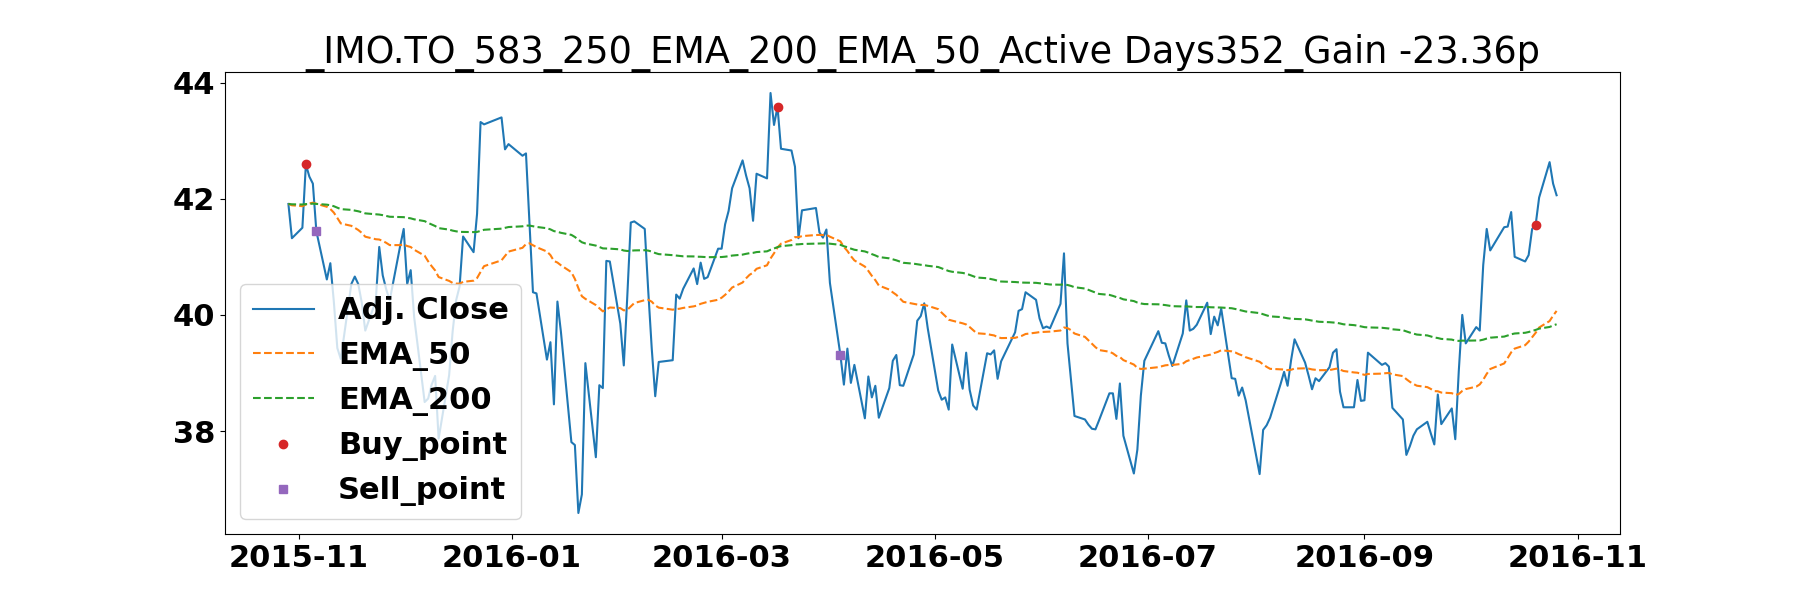 _IMO.TO_583_250_EMA_200_EMA_50_Active Days352_Gain -23.36p
44
42
40
38
Adj. Close
EMA_50
EMA_200
Buy_point
Sell_point
2015-11 2016-01 2016-03 2016-05 2016-07 2016-09 2016-11